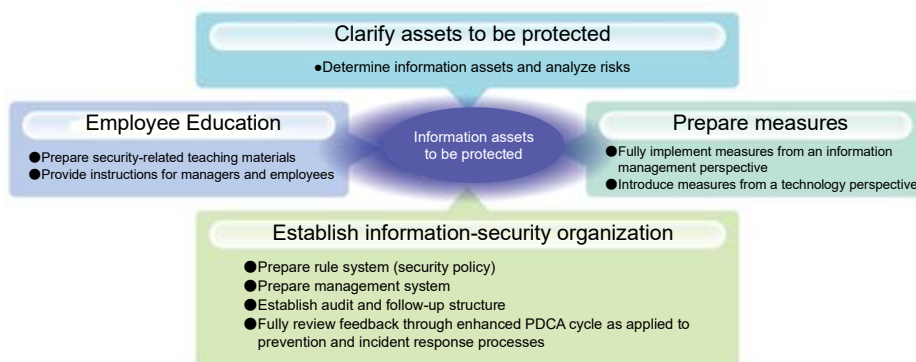 Clarify assets to be protected
●Determine information assets and analyze risks
Employee Education
●Prepare security-related teaching materials
●Provide instructions for managers and employees
Information assets
to be protected
Prepare measures
●Fully implement measures from an information
management perspective
●Introduce measures from a technology perspective
Establish information-security organization
●Prepare rule system (security policy)
●Prepare management system
●Establish audit and follow-up structure
●Fully review feedback through enhanced PDCA cycle as applied to
prevention and incident response processes